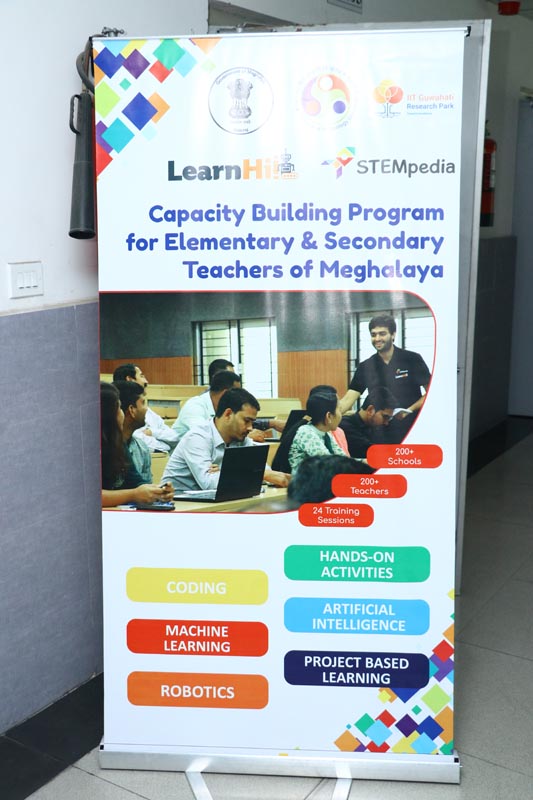 IIT Guwahati
Research Park
LearnHill
STEMpedia
Capacity Building Program
for Elementary & Secondary
Teachers of Meghalaya
200+
Schools
200+
Teachers
24 Training
Sessions
HANDS-ON
ACTIVITIES
CODING
ARTIFICIAL
INTELLIGENCE
MACHINE
LEARNING
PROJECT BASED
LEARNING
ROBOTICS